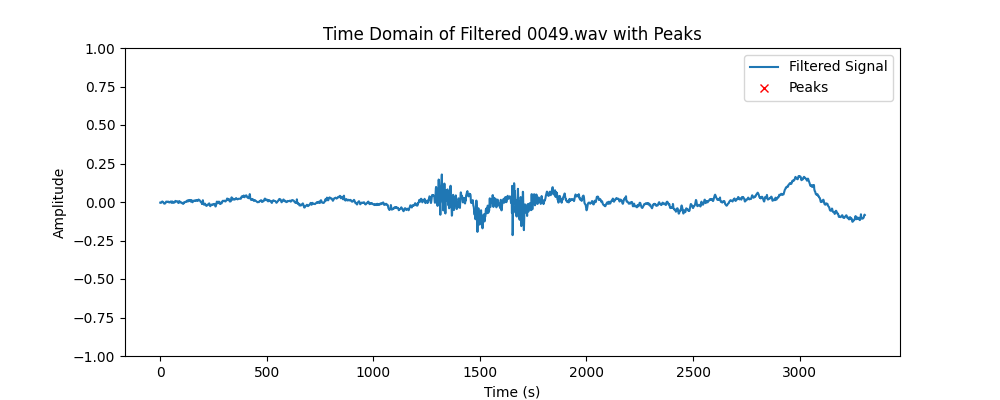 Time Domain of Filtered 0049.wav with Peaks
1.00
0.75
0.50
0.25
0.00
−0.25
−0.50
−0.75
−1.00
Amplitude
Filtered Signal
Peaks
0 500 1000 1500 2000 2500 3000
Time (s)